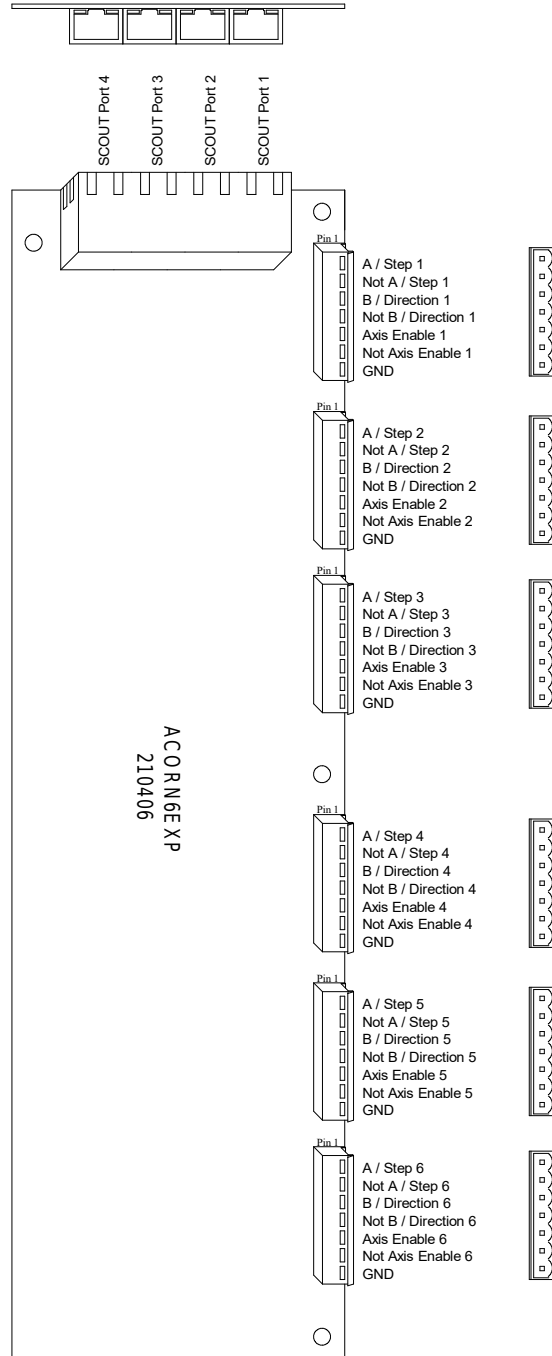 SCOUT Port 4
SCOUT Port 3
SCOUT Port 2
SCOUT Port 1
Pin 1
A / Step 1
Not A / Step 1
B / Direction 1
Not B / Direction 1
Axis Enable 1
Not Axis Enable 1
GND
Pin 1
A / Step 2
Not A / Step 2
B / Direction 2
Not B / Direction 2
Axis Enable 2
Not Axis Enable 2
GND
Pin 1
A / Step 3
Not A / Step 3
B / Direction 3
Not B / Direction 3
Axis Enable 3
Not Axis Enable 3
GND
ACORN6EXP
210406
Pin 1
A / Step 4
Not A / Step 4
B / Direction 4
Not B / Direction 4
Axis Enable 4
Not Axis Enable 4
GND
Pin 1
A / Step 5
Not A / Step 5
B / Direction 5
Not B / Direction 5
Axis Enable 5
Not Axis Enable 5
GND
Pin 1
A / Step 6
Not A / Step 6
B / Direction 6
Not B / Direction 6
Axis Enable 6
Not Axis Enable 6
GND